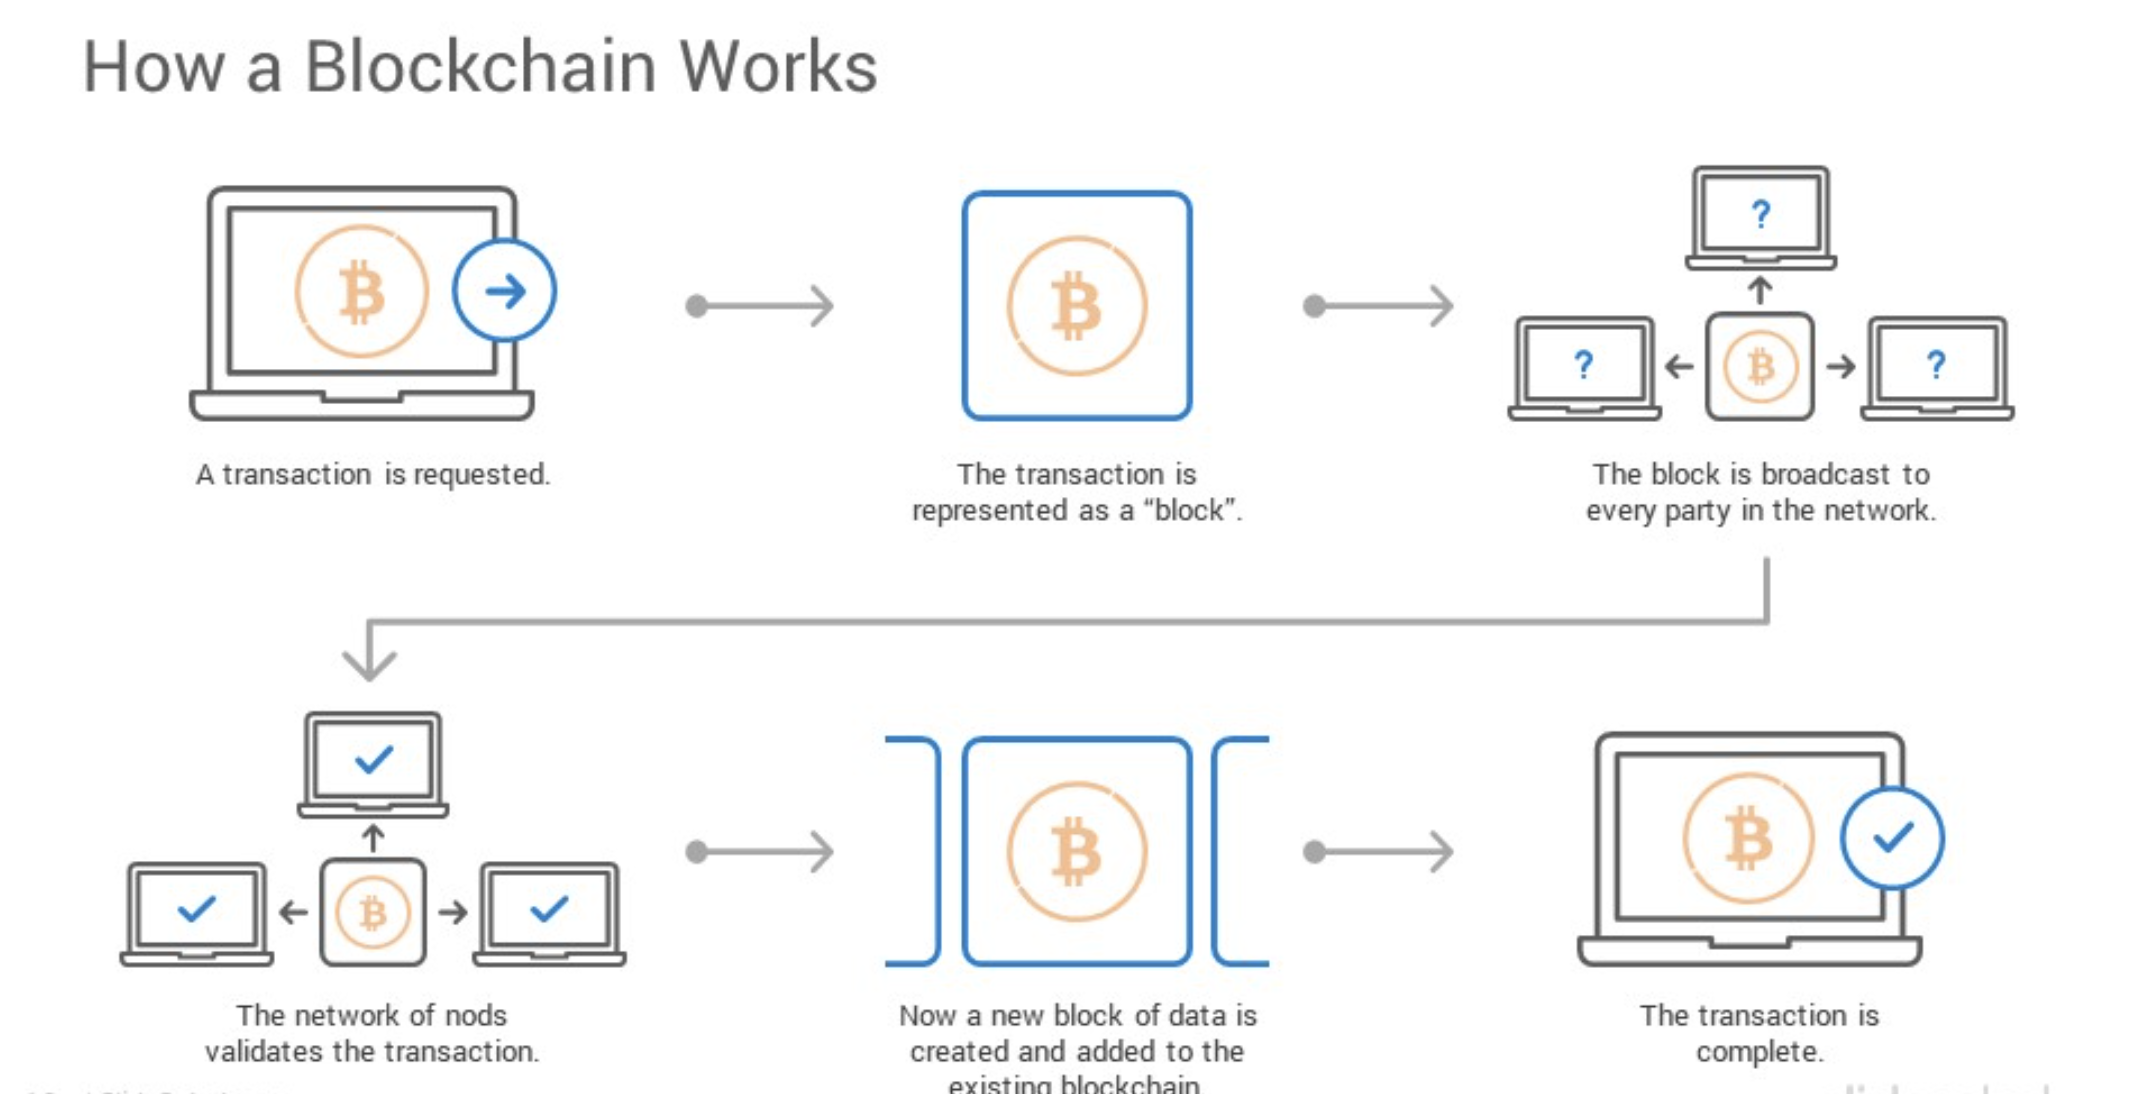 How a Blockchain Works
A transaction is requested.
The transaction is
represented as a “block”.
The block is broadcast to
every party in the network.
The network of nods
validates the transaction.
Now a new block of data is
created and added to the
existing blockchain
The transaction is
complete.